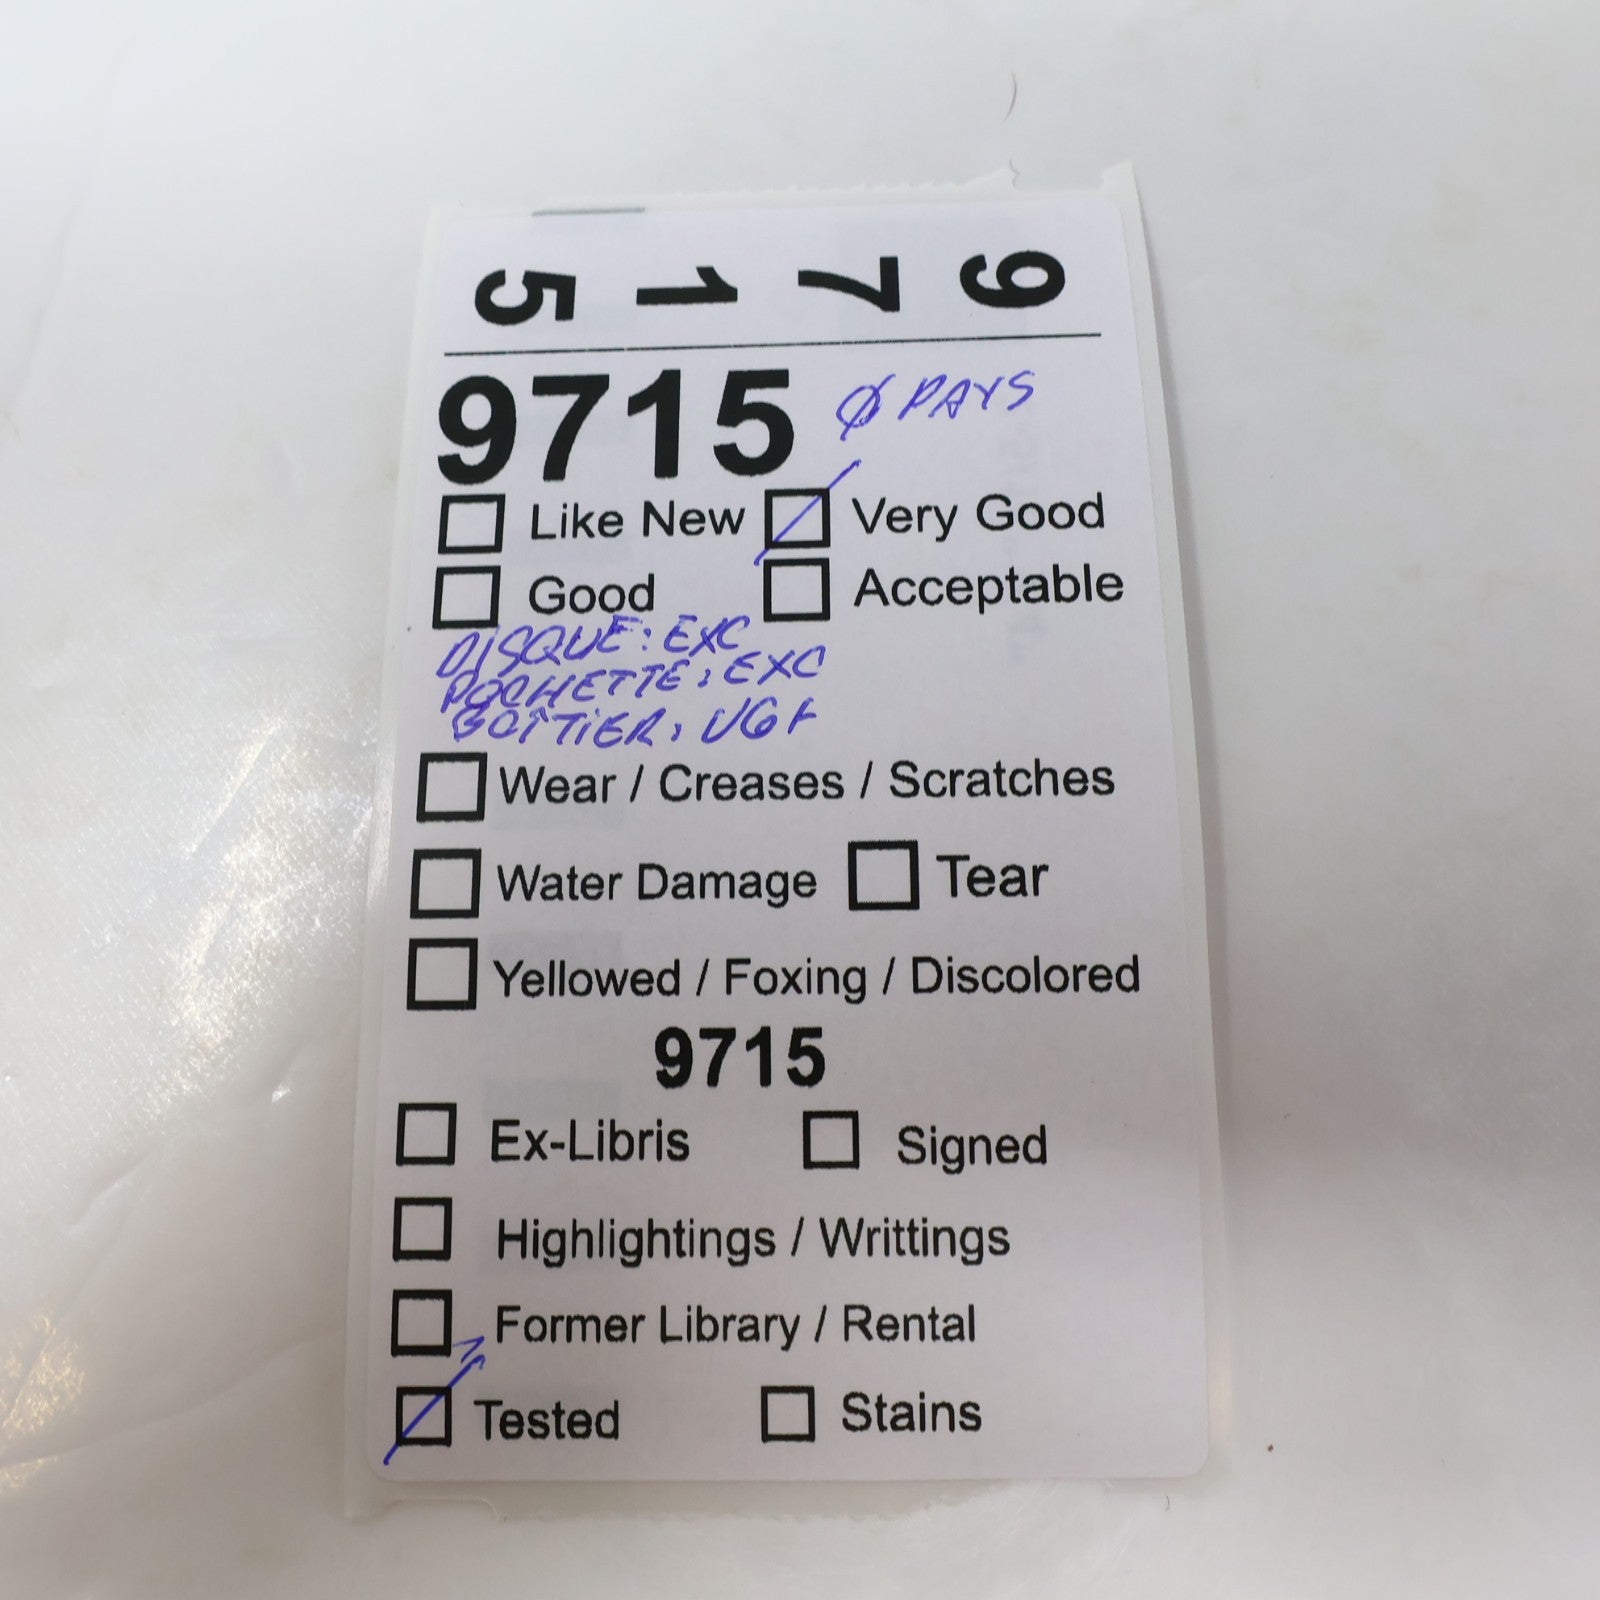 9 7 1 5
9715 Ø PAYS
Like New Very Good
Good Acceptable
DISQUE: EXC
POCHETTE: EXC
BOÎTIER: VG+
Wear / Creases / Scratches
Water Damage Tear
Yellowed / Foxing / Discolored
9715
Ex-Libris Signed
Highlightings / Writtings
Former Library / Rental
Tested Stains